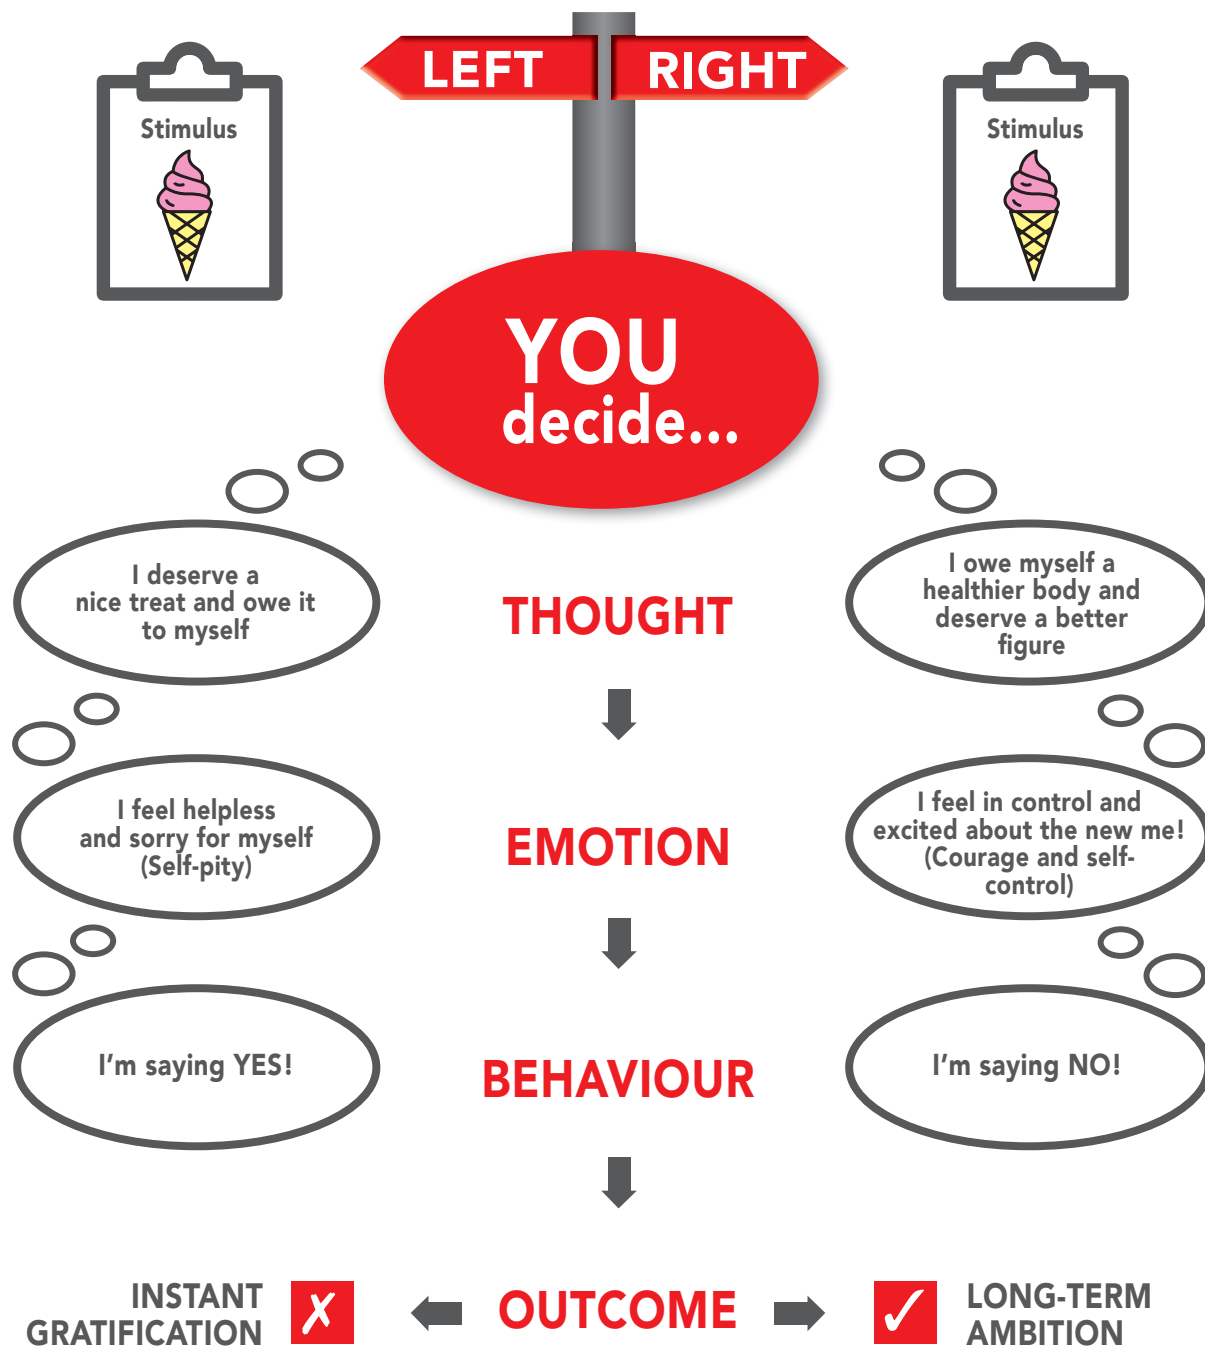 LEFT
RIGHT
Stimulus
Stimulus
YOU
decide...
I deserve a
nice treat and owe it
to myself
THOUGHT
I owe myself a
healthier body and
deserve a better
figure
I feel helpless
and sorry for myself
(Self-pity)
EMOTION
I feel in control and
excited about the new me!
(Courage and self-
control)
I'm saying YES!
BEHAVIOUR
I'm saying NO!
INSTANT
GRATIFICATION
OUTCOME
LONG-TERM
AMBITION